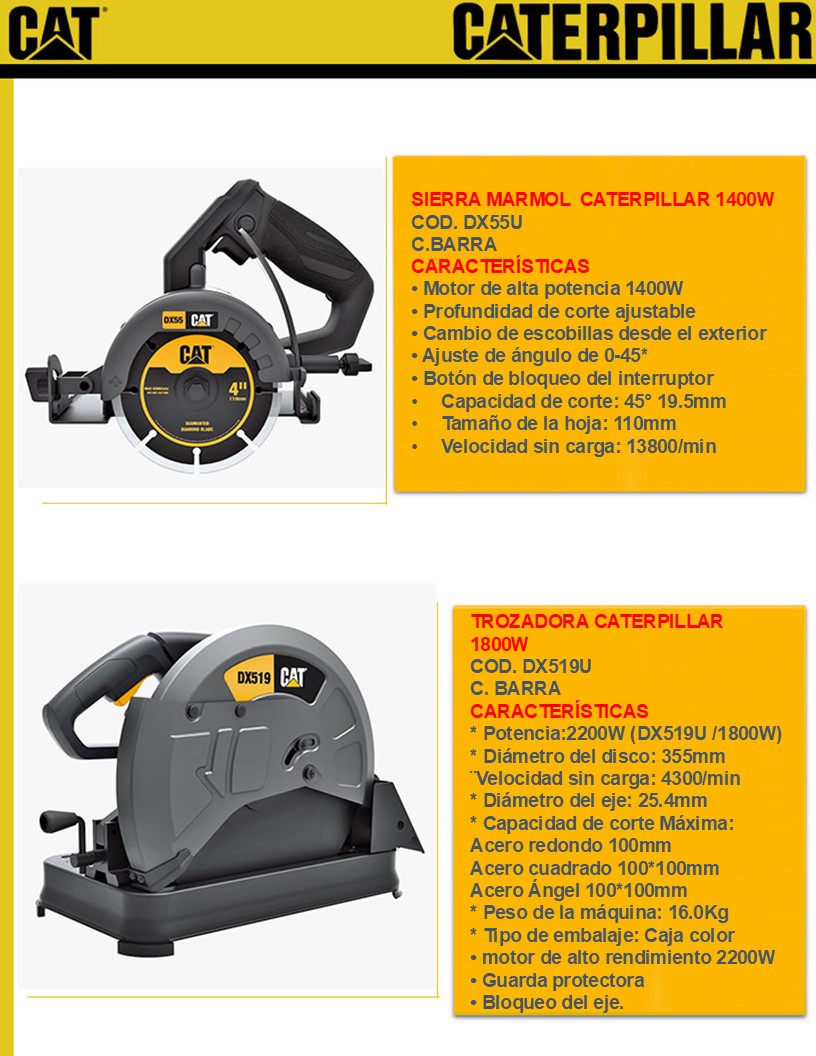 CAT
CATERPILLAR
SIERRA MARMOL CATERPILLAR 1400W
COD. DX55U
C.BARRA
CARACTERÍSTICAS
• Motor de alta potencia 1400W
• Profundidad de corte ajustable
• Cambio de escobillas desde el exterior
• Ajuste de ángulo de 0-45*
• Botón de bloqueo del interruptor
• Capacidad de corte: 45° 19.5mm
• Tamaño de la hoja: 110mm
• Velocidad sin carga: 13800/min
DX55 CAT
CAT
4"
110mm
SEGMENTED
DIAMOND BLADE
TROZADORA CATERPILLAR
1800W
COD. DX519U
C. BARRA
CARACTERÍSTICAS
* Potencia:2200W (DX519U /1800W)
* Diámetro del disco: 355mm
¨Velocidad sin carga: 4300/min
* Diámetro del eje: 25.4mm
* Capacidad de corte Máxima:
Acero redondo 100mm
Acero cuadrado 100*100mm
Acero Ángel 100*100mm
* Peso de la máquina: 16.0Kg
* Tipo de embalaje: Caja color
• motor de alto rendimiento 2200W
• Guarda protectora
• Bloqueo del eje.
DX519 CAT